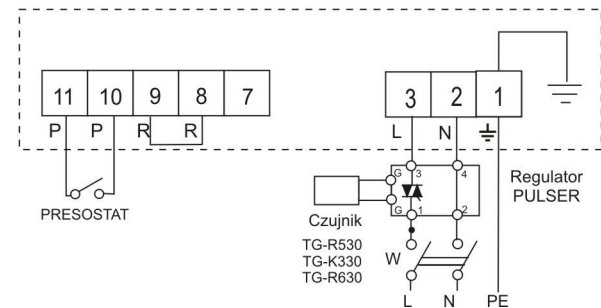 11 10 9 8 7
3 2 1
P P R R
L N
PRESOSTAT
G 3 4
G 1 2
Regulator
PULSER
Czujnik
TG-R530
TG-K330
TG-R630
W
L N PE